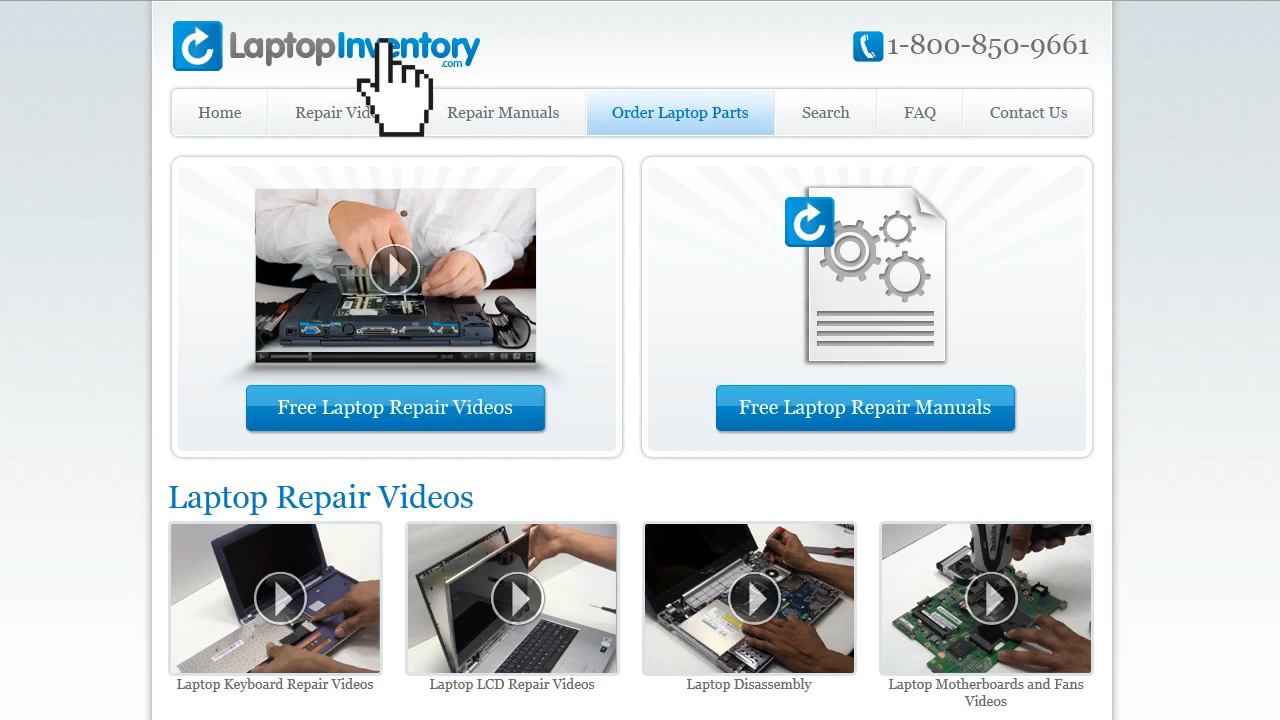 LaptopInventory
.com
1-800-850-9661
Home
Repair Vid
Repair Manuals
Order Laptop Parts
Search
FAQ
Contact Us
Free Laptop Repair Videos
Free Laptop Repair Manuals
Laptop Repair Videos
Laptop Keyboard Repair Videos
Laptop LCD Repair Videos
Laptop Disassembly
Laptop Motherboards and Fans
Videos